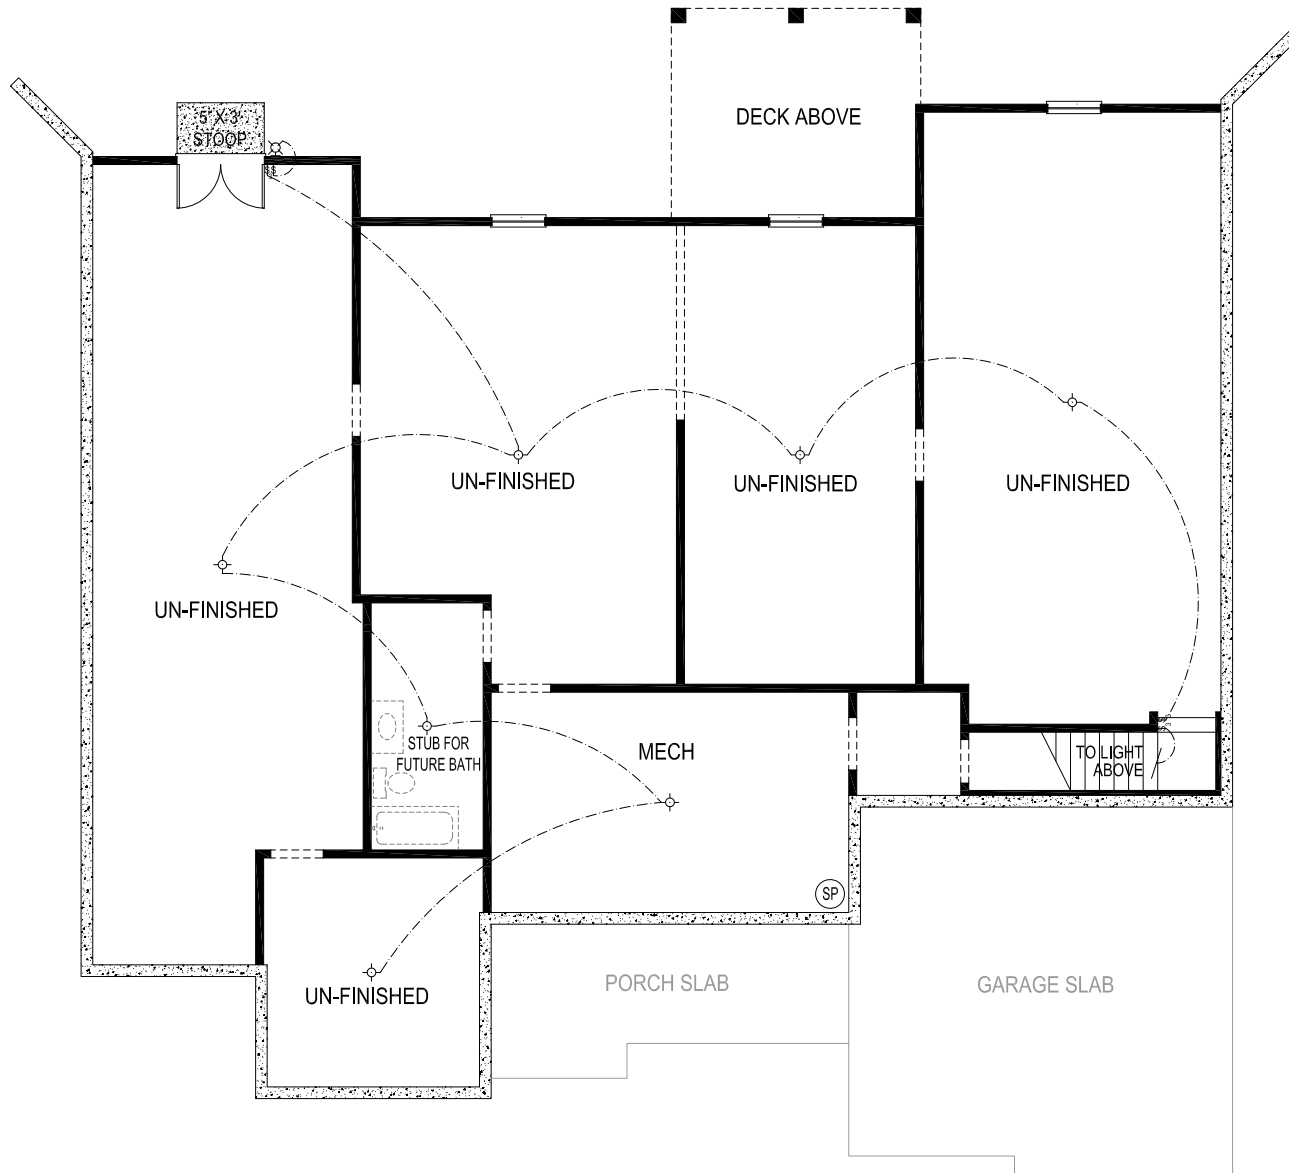 5' X 3'
STOOP
DECK ABOVE
UN-FINISHED
UN-FINISHED
UN-FINISHED
UN-FINISHED
STUB FOR
FUTURE BATH
MECH
TO LIGHT
ABOVE
SP
UN-FINISHED
PORCH SLAB
GARAGE SLAB